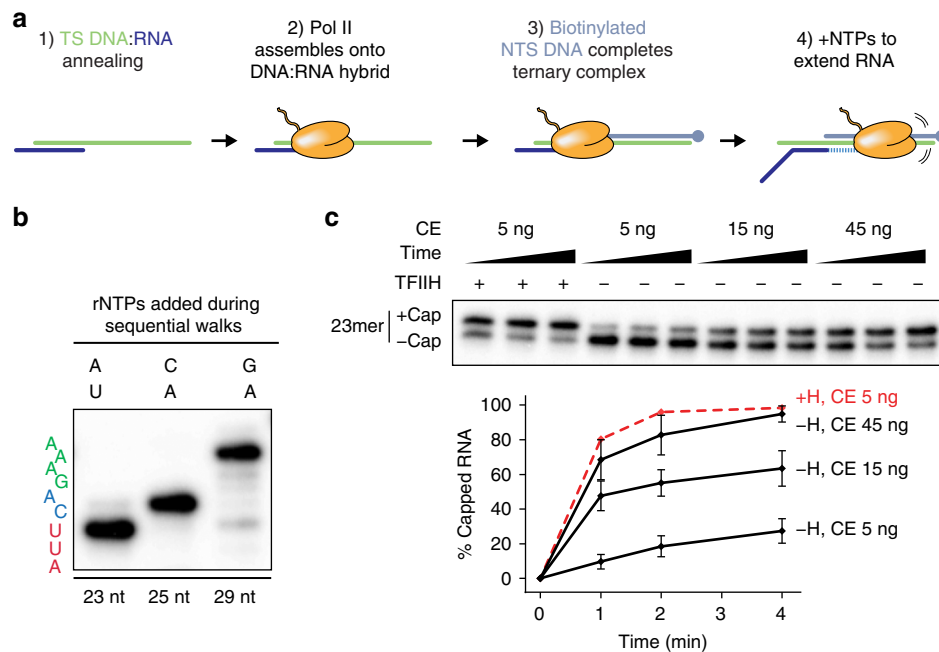 a
1) TS DNA:RNA
annealing
2) Pol II
assembles onto
DNA:RNA hybrid
3) Biotinylated
NTS DNA completes
ternary complex
4) +NTPs to
extend RNA
b
rNTPs added during
sequential walks
A C G
U A A
A
A
A
G
A
C
U
U
A
23 nt 25 nt 29 nt
c
CE 5 ng 5 ng 15 ng 45 ng
Time
TFIIH + + + − − − − − − − − −
23mer
+Cap
−Cap
% Capped RNA
100
80
60
40
20
0
+H, CE 5 ng
−H, CE 45 ng
−H, CE 15 ng
−H, CE 5 ng
0 1 2 3 4
Time (min)